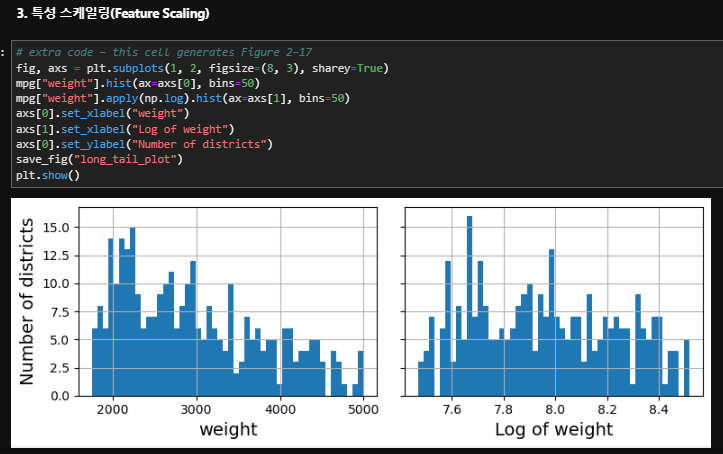 3. 특성 스케일링(Feature Scaling)
:
# extra code – this cell generates Figure 2–17
fig, axs = plt.subplots(1, 2, figsize=(8, 3), sharey=True)
mpg["weight"].hist(ax=axs[0], bins=50)
mpg["weight"].apply(np.log).hist(ax=axs[1], bins=50)
axs[0].set_xlabel("weight")
axs[1].set_xlabel("Log of weight")
axs[0].set_ylabel("Number of districts")
save_fig("long_tail_plot")
plt.show()
Number of districts
15.0
12.5
10.0
7.5
5.0
2.5
0.0
2000 3000 4000 5000
weight
7.6 7.8 8.0 8.2 8.4
Log of weight